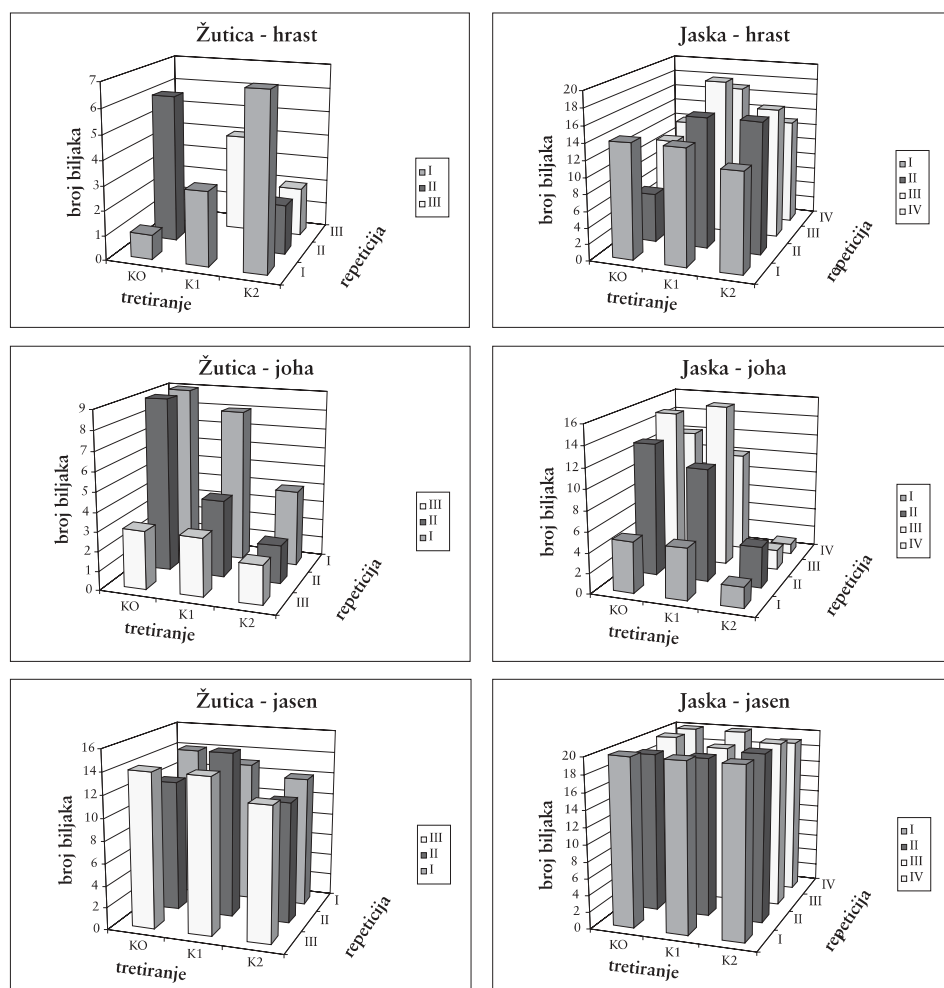 Žutica - hrast
broj biljaka
7
6
5
4
3
2
1
0
KO
K1
K2
tretiranje
I
II
III
repeticija
I
II
III
Jaska - hrast
broj biljaka
20
18
16
14
12
10
8
6
4
2
0
KO
K1
K2
tretiranje
I
II
III
IV
repeticija
I
II
III
IV
Žutica - joha
broj biljaka
9
8
7
6
5
4
3
2
1
0
KO
K1
K2
tretiranje
III
II
I
repeticija
III
II
I
Jaska - joha
broj biljaka
16
14
12
10
8
6
4
2
0
KO
K1
K2
tretiranje
I
II
III
IV
repeticija
I
II
III
IV
Žutica - jasen
broj biljaka
16
14
12
10
8
6
4
2
0
KO
K1
K2
tretiranje
III
II
I
repeticija
III
II
I
Jaska - jasen
broj biljaka
20
18
16
14
12
10
8
6
4
2
0
KO
K1
K2
tretiranje
I
II
III
IV
repeticija
I
II
III
IV